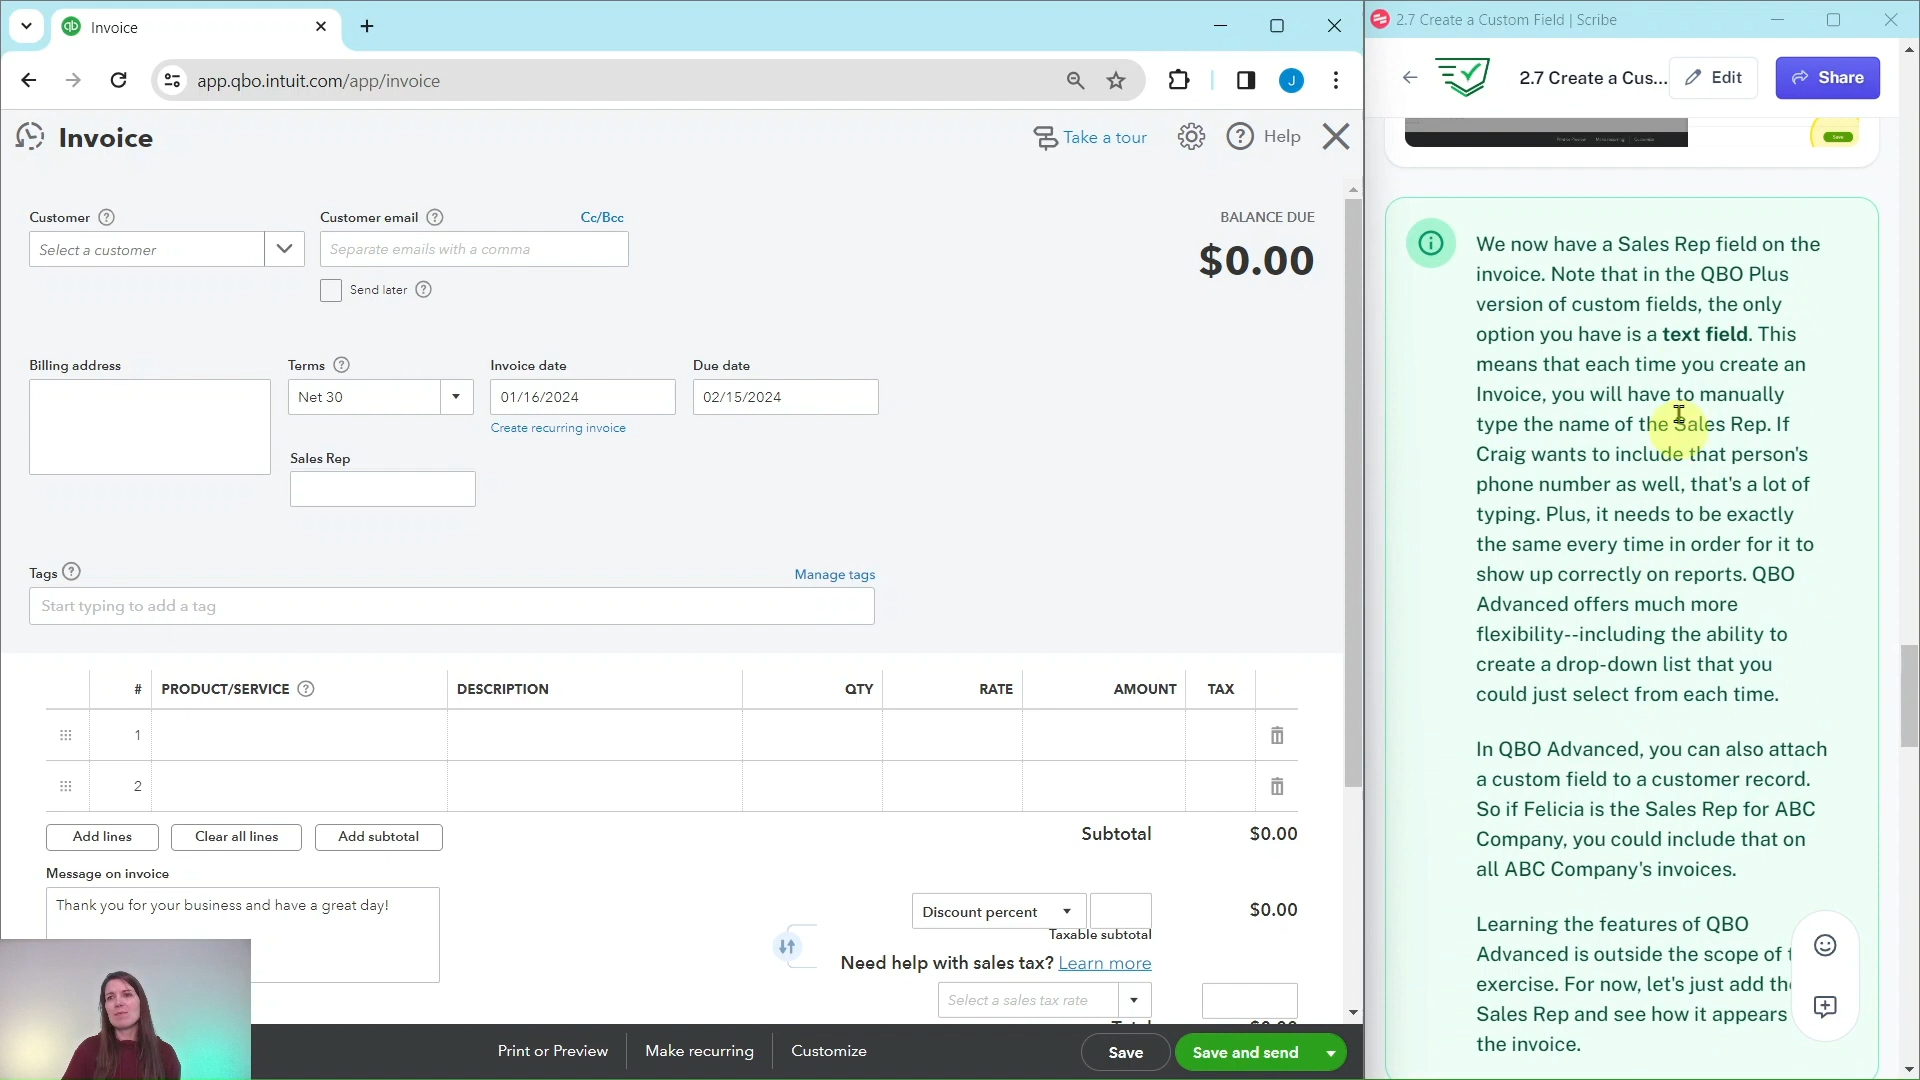 Invoice
app.qbo.intuit.com/app/invoice
J
Invoice
Take a tour
Help
Customer
Customer email
Cc/Bcc
BALANCE DUE
Select a customer
Separate emails with a comma
$0.00
Send later
Billing address
Terms
Invoice date
Due date
Net 30
01/16/2024
02/15/2024
Create recurring invoice
Sales Rep
Tags
Manage tags
Start typing to add a tag
# PRODUCT/SERVICE DESCRIPTION QTY RATE AMOUNT TAX
1
2
Add lines
Clear all lines
Add subtotal
Subtotal
$0.00
Message on invoice
Thank you for your business and have a great day!
Discount percent
$0.00
Taxable subtotal
Need help with sales tax? Learn more
Select a sales tax rate
Print or Preview
Make recurring
Customize
Save
Save and send
2.7 Create a Custom Field | Scribe
2.7 Create a Cus...
Edit
Share
We now have a Sales Rep field on the
invoice. Note that in the QBO Plus
version of custom fields, the only
option you have is a text field. This
means that each time you create an
Invoice, you will have to manually
type the name of the Sales Rep. If
Craig wants to include that person's
phone number as well, that's a lot of
typing. Plus, it needs to be exactly
the same every time in order for it to
show up correctly on reports. QBO
Advanced offers much more
flexibility--including the ability to
create a drop-down list that you
could just select from each time.
In QBO Advanced, you can also attach
a custom field to a customer record.
So if Felicia is the Sales Rep for ABC
Company, you could include that on
all ABC Company's invoices.
Learning the features of QBO
Advanced is outside the scope of
exercise. For now, let's just add
Sales Rep and see how it appears
the invoice.